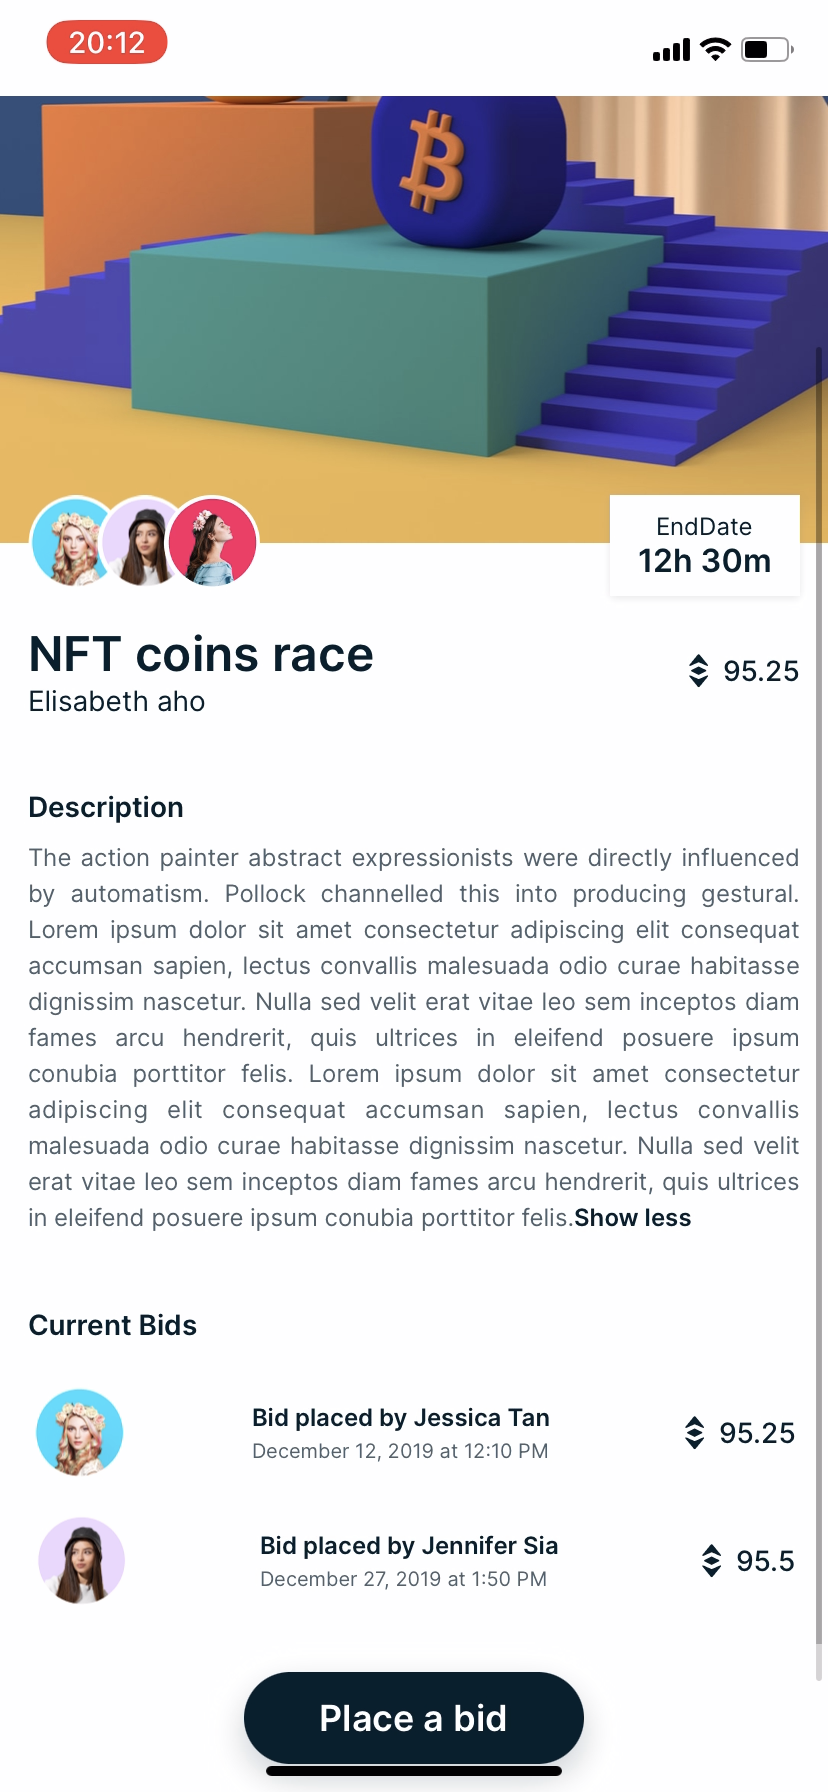 20:12
EndDate
12h 30m
NFT coins race
95.25
Elisabeth aho
Description
The action painter abstract expressionists were directly influenced
by automatism. Pollock channelled this into producing gestural.
Lorem ipsum dolor sit amet consectetur adipiscing elit consequat
accumsan sapien, lectus convallis malesuada odio curae habitasse
dignissim nascetur. Nulla sed velit erat vitae leo sem inceptos diam
fames arcu hendrerit, quis ultrices in eleifend posuere ipsum
conubia porttitor felis. Lorem ipsum dolor sit amet consectetur
adipiscing elit consequat accumsan sapien, lectus convallis
malesuada odio curae habitasse dignissim nascetur. Nulla sed velit
erat vitae leo sem inceptos diam fames arcu hendrerit, quis ultrices
in eleifend posuere ipsum conubia porttitor felis.Show less
Current Bids
Bid placed by Jessica Tan
December 12, 2019 at 12:10 PM
95.25
Bid placed by Jennifer Sia
December 27, 2019 at 1:50 PM
95.5
Place a bid